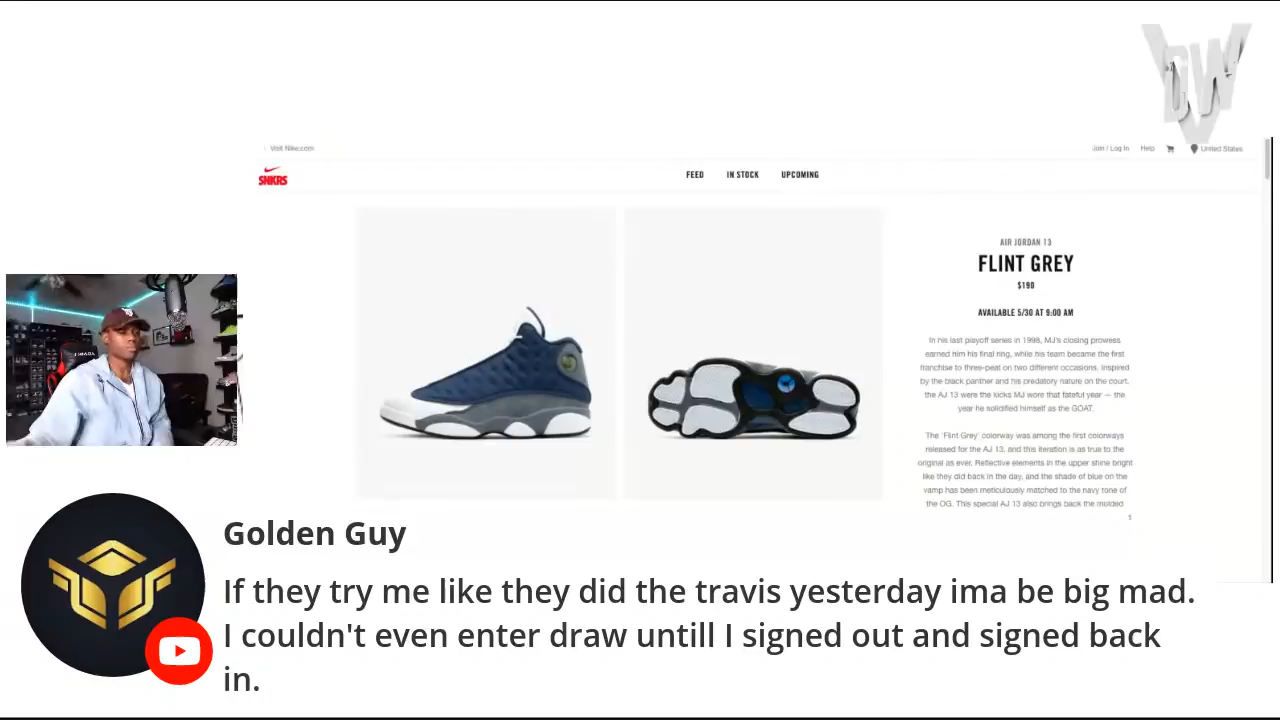 VDW
Visit Nike.com
Join / Log In Help United States
SNKRS
FEED IN STOCK UPCOMING
AIR JORDAN 13
FLINT GREY
$190
AVAILABLE 5/30 AT 9:00 AM
In his last playoff series in 1998, MJ's closing prowess
earned him his final ring, while his team became the first
franchise to three-peat on two different occasions. Inspired
by the black panther and his predatory nature on the court,
the AJ 13 were the kicks MJ wore that fateful year — the
year he solidified himself as the GOAT.
The 'Flint Grey' colorway was among the first colorways
released for the AJ 13, and this iteration is as true to the
original as ever. Reflective elements in the upper shine bright
like they did back in the day, and the shade of blue on the
vamp has been meticulously matched to the navy tone of
the OG. This special AJ 13 also brings back the molded
Golden Guy
If they try me like they did the travis yesterday ima be big mad.
I couldn't even enter draw untill I signed out and signed back
in.